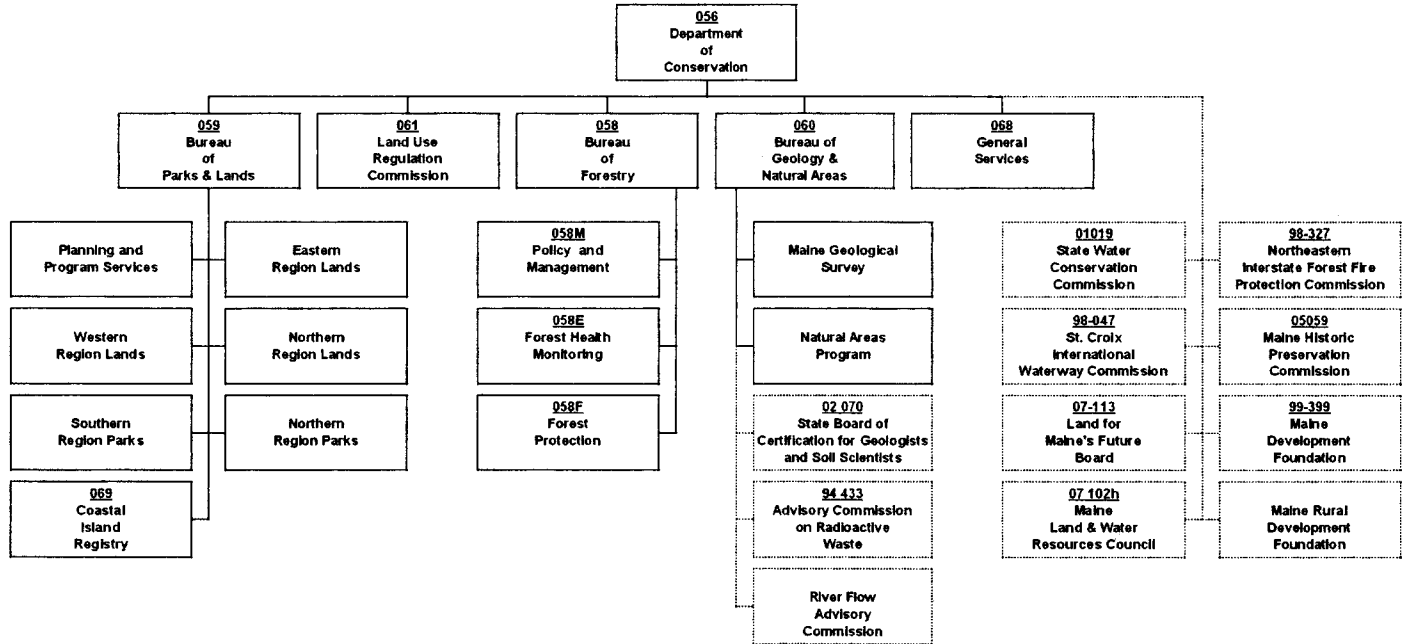 056
Department
of
Conservation
059
Bureau
of
Parks & Lands
061
Land Use
Regulation
Commission
058
Bureau
of
Forestry
060
Bureau of
Geology &
Natural Areas
068
General
Services
Planning and
Program Services
Eastern
Region Lands
Western
Region Lands
Northern
Region Lands
Southern
Region Parks
Northern
Region Parks
069
Coastal
Island
Registry
058M
Policy and
Management
058E
Forest Health
Monitoring
058F
Forest
Protection
Maine Geological
Survey
Natural Areas
Program
02 070
State Board of
Certification for Geologists
and Soil Scientists
94 433
Advisory Commission
on Radioactive
Waste
River Flow
Advisory
Commission
01019
State Water
Conservation
Commission
98-327
Northeastern
Interstate Forest Fire
Protection Commission
98-047
St. Croix
International
Waterway Commission
05059
Maine Historic
Preservation
Commission
07-113
Land for
Maine's Future
Board
99-399
Maine
Development
Foundation
07 102h
Maine
Land & Water
Resources Council
Maine Rural
Development
Foundation